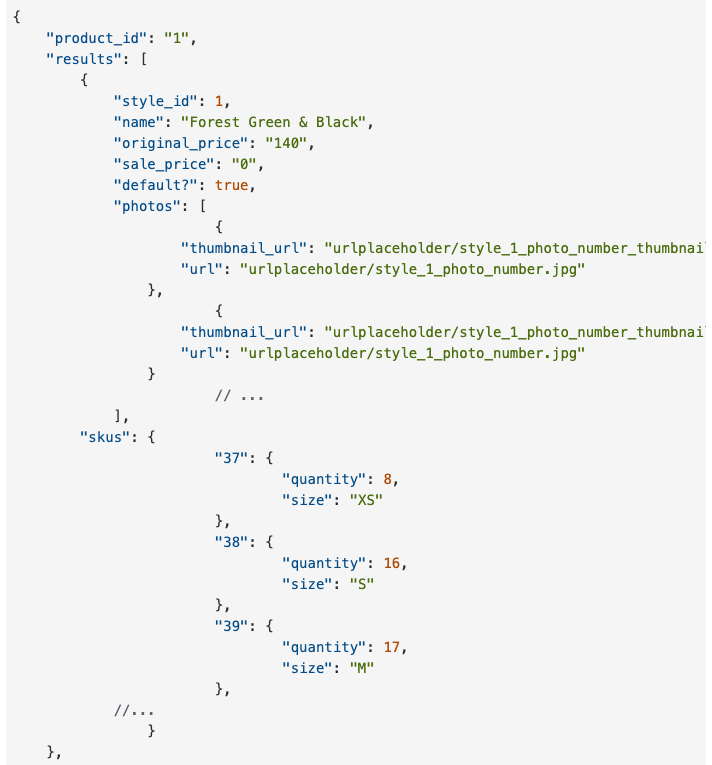 {
    "product_id": "1",
    "results": [
        {
            "style_id": 1,
            "name": "Forest Green & Black",
            "original_price": "140",
            "sale_price": "0",
            "default?": true,
            "photos": [
                        {
                    "thumbnail_url": "urlplaceholder/style_1_photo_number_thumbnai
                    "url": "urlplaceholder/style_1_photo_number.jpg"
                },
                        {
                    "thumbnail_url": "urlplaceholder/style_1_photo_number_thumbnai
                    "url": "urlplaceholder/style_1_photo_number.jpg"
                }
                        // ...
            ],
        "skus": {
                        "37": {
                                "quantity": 8,
                                "size": "XS"
                        },
                        "38": {
                                "quantity": 16,
                                "size": "S"
                        },
                        "39": {
                                "quantity": 17,
                                "size": "M"
                        },
            //...
                }
    },